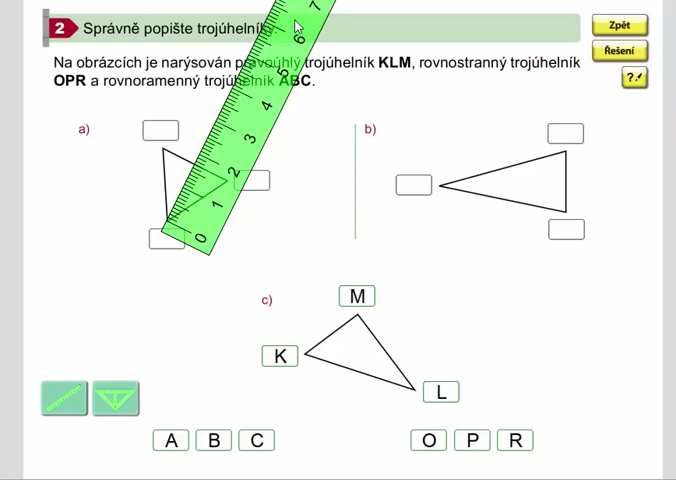 2 Správně popište trojúhelníky.
Zpět
Řešení
?
Na obrázcích je narýsován pravoúhlý trojúhelník KLM, rovnostranný trojúhelník
OPR a rovnoramenný trojúhelník ABC.
a)
b)
0 1 2 3 4 5 6 7
c)
M
K
L
A B C
O P R